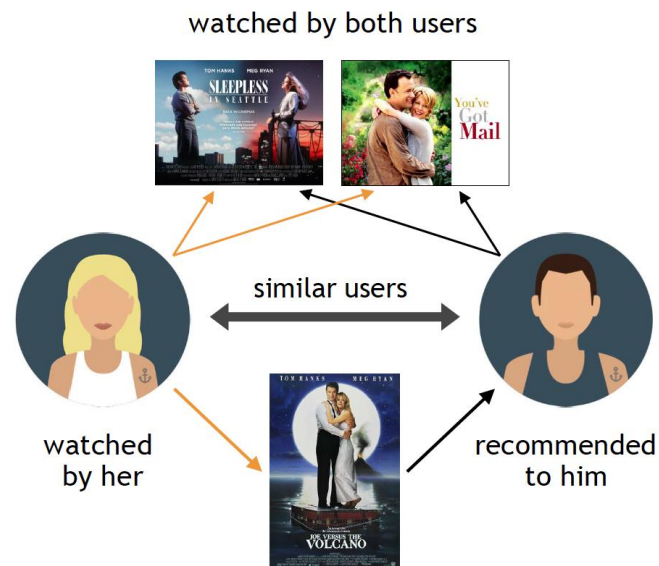 watched by both users
TOM HANKS MEG RYAN
SLEEPLESS
IN SEATTLE
You've
Got
Mail
similar users
watched
by her
TOM HANKS MEG RYAN
JOE VERSUS THE
VOLCANO
recommended
to him